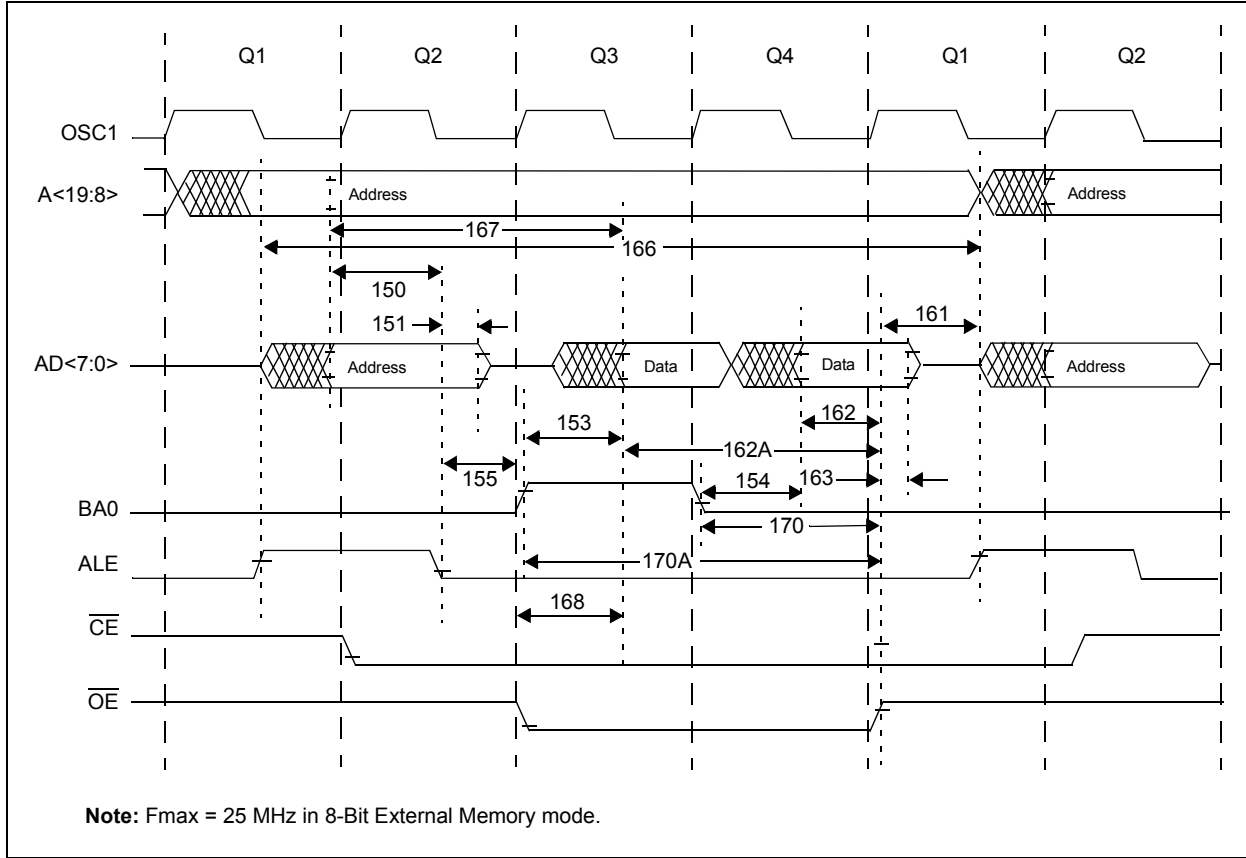 Q1 Q2 Q3 Q4 Q1 Q2
OSC1
A<19:8> Address Address
167
166
150
151 161
AD<7:0> Address Data Data Address
162
153
162A
155 154 163
BA0
170
ALE 170A
168
CE
OE
Note: Fmax = 25 MHz in 8-Bit External Memory mode.